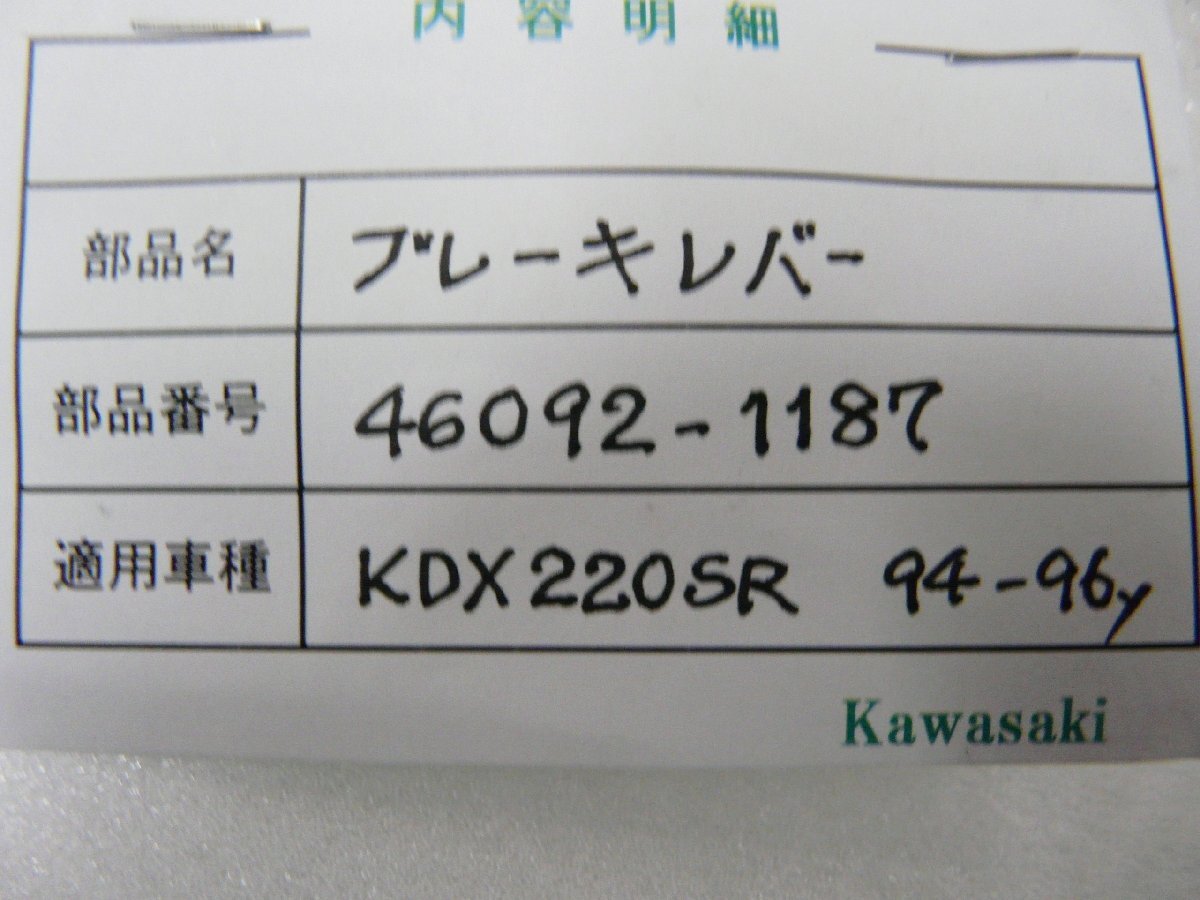 内容明細
部品名 ブレーキレバー
部品番号 46092-1187
適用車種 KDX220SR 94-96y
Kawasaki